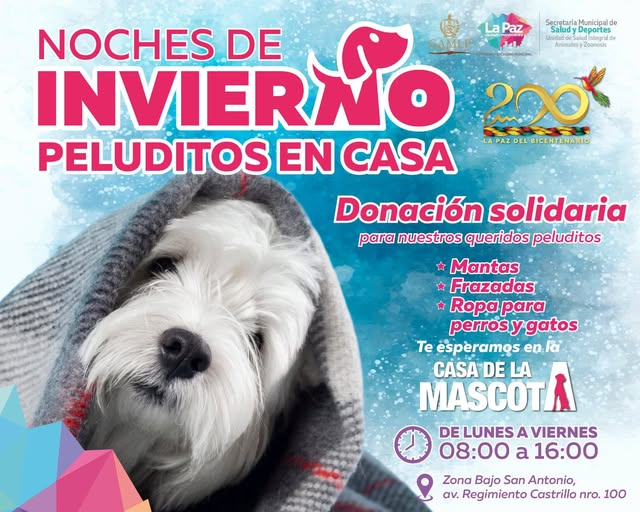 NOCHES DE
INVIERNO
PELUDITOS EN CASA
La Paz
Secretaría Municipal de
Salud y Deportes
Unidad de Salud Integral de
Animales y Zoonosis
200
LA PAZ DEL BICENTENARIO
Donación solidaria
para nuestros queridos peluditos
Mantas
Frazadas
Ropa para
perros y gatos
Te esperamos en la
CASA DE LA
MASCOTA
DE LUNES A VIERNES
08:00 a 16:00
Zona Bajo San Antonio,
av. Regimiento Castrillo nro. 100